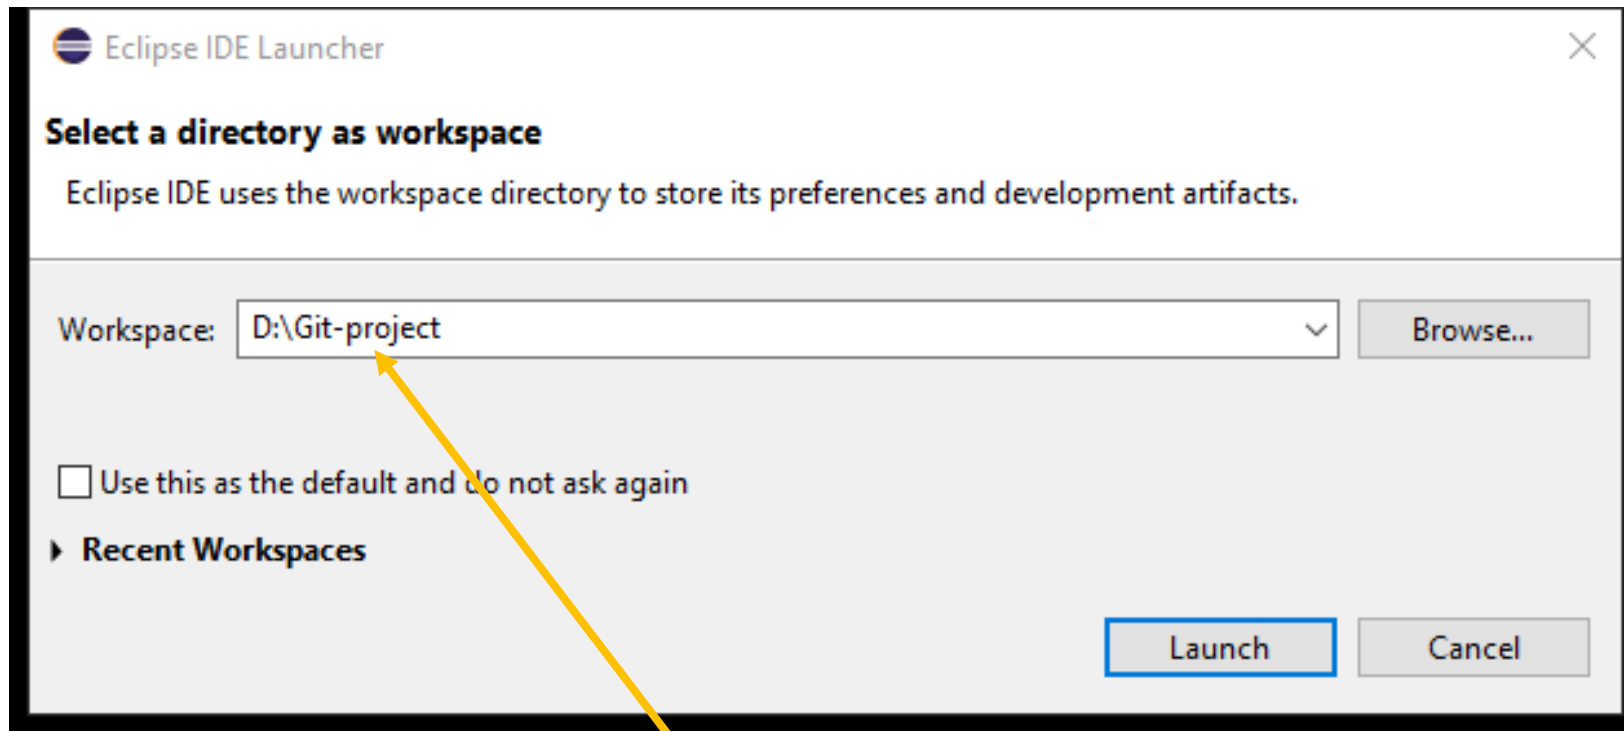 Eclipse IDE Launcher
Select a directory as workspace
Eclipse IDE uses the workspace directory to store its preferences and development artifacts.
Workspace: D:\Git-project Browse...
Use this as the default and do not ask again
Recent Workspaces
Launch Cancel